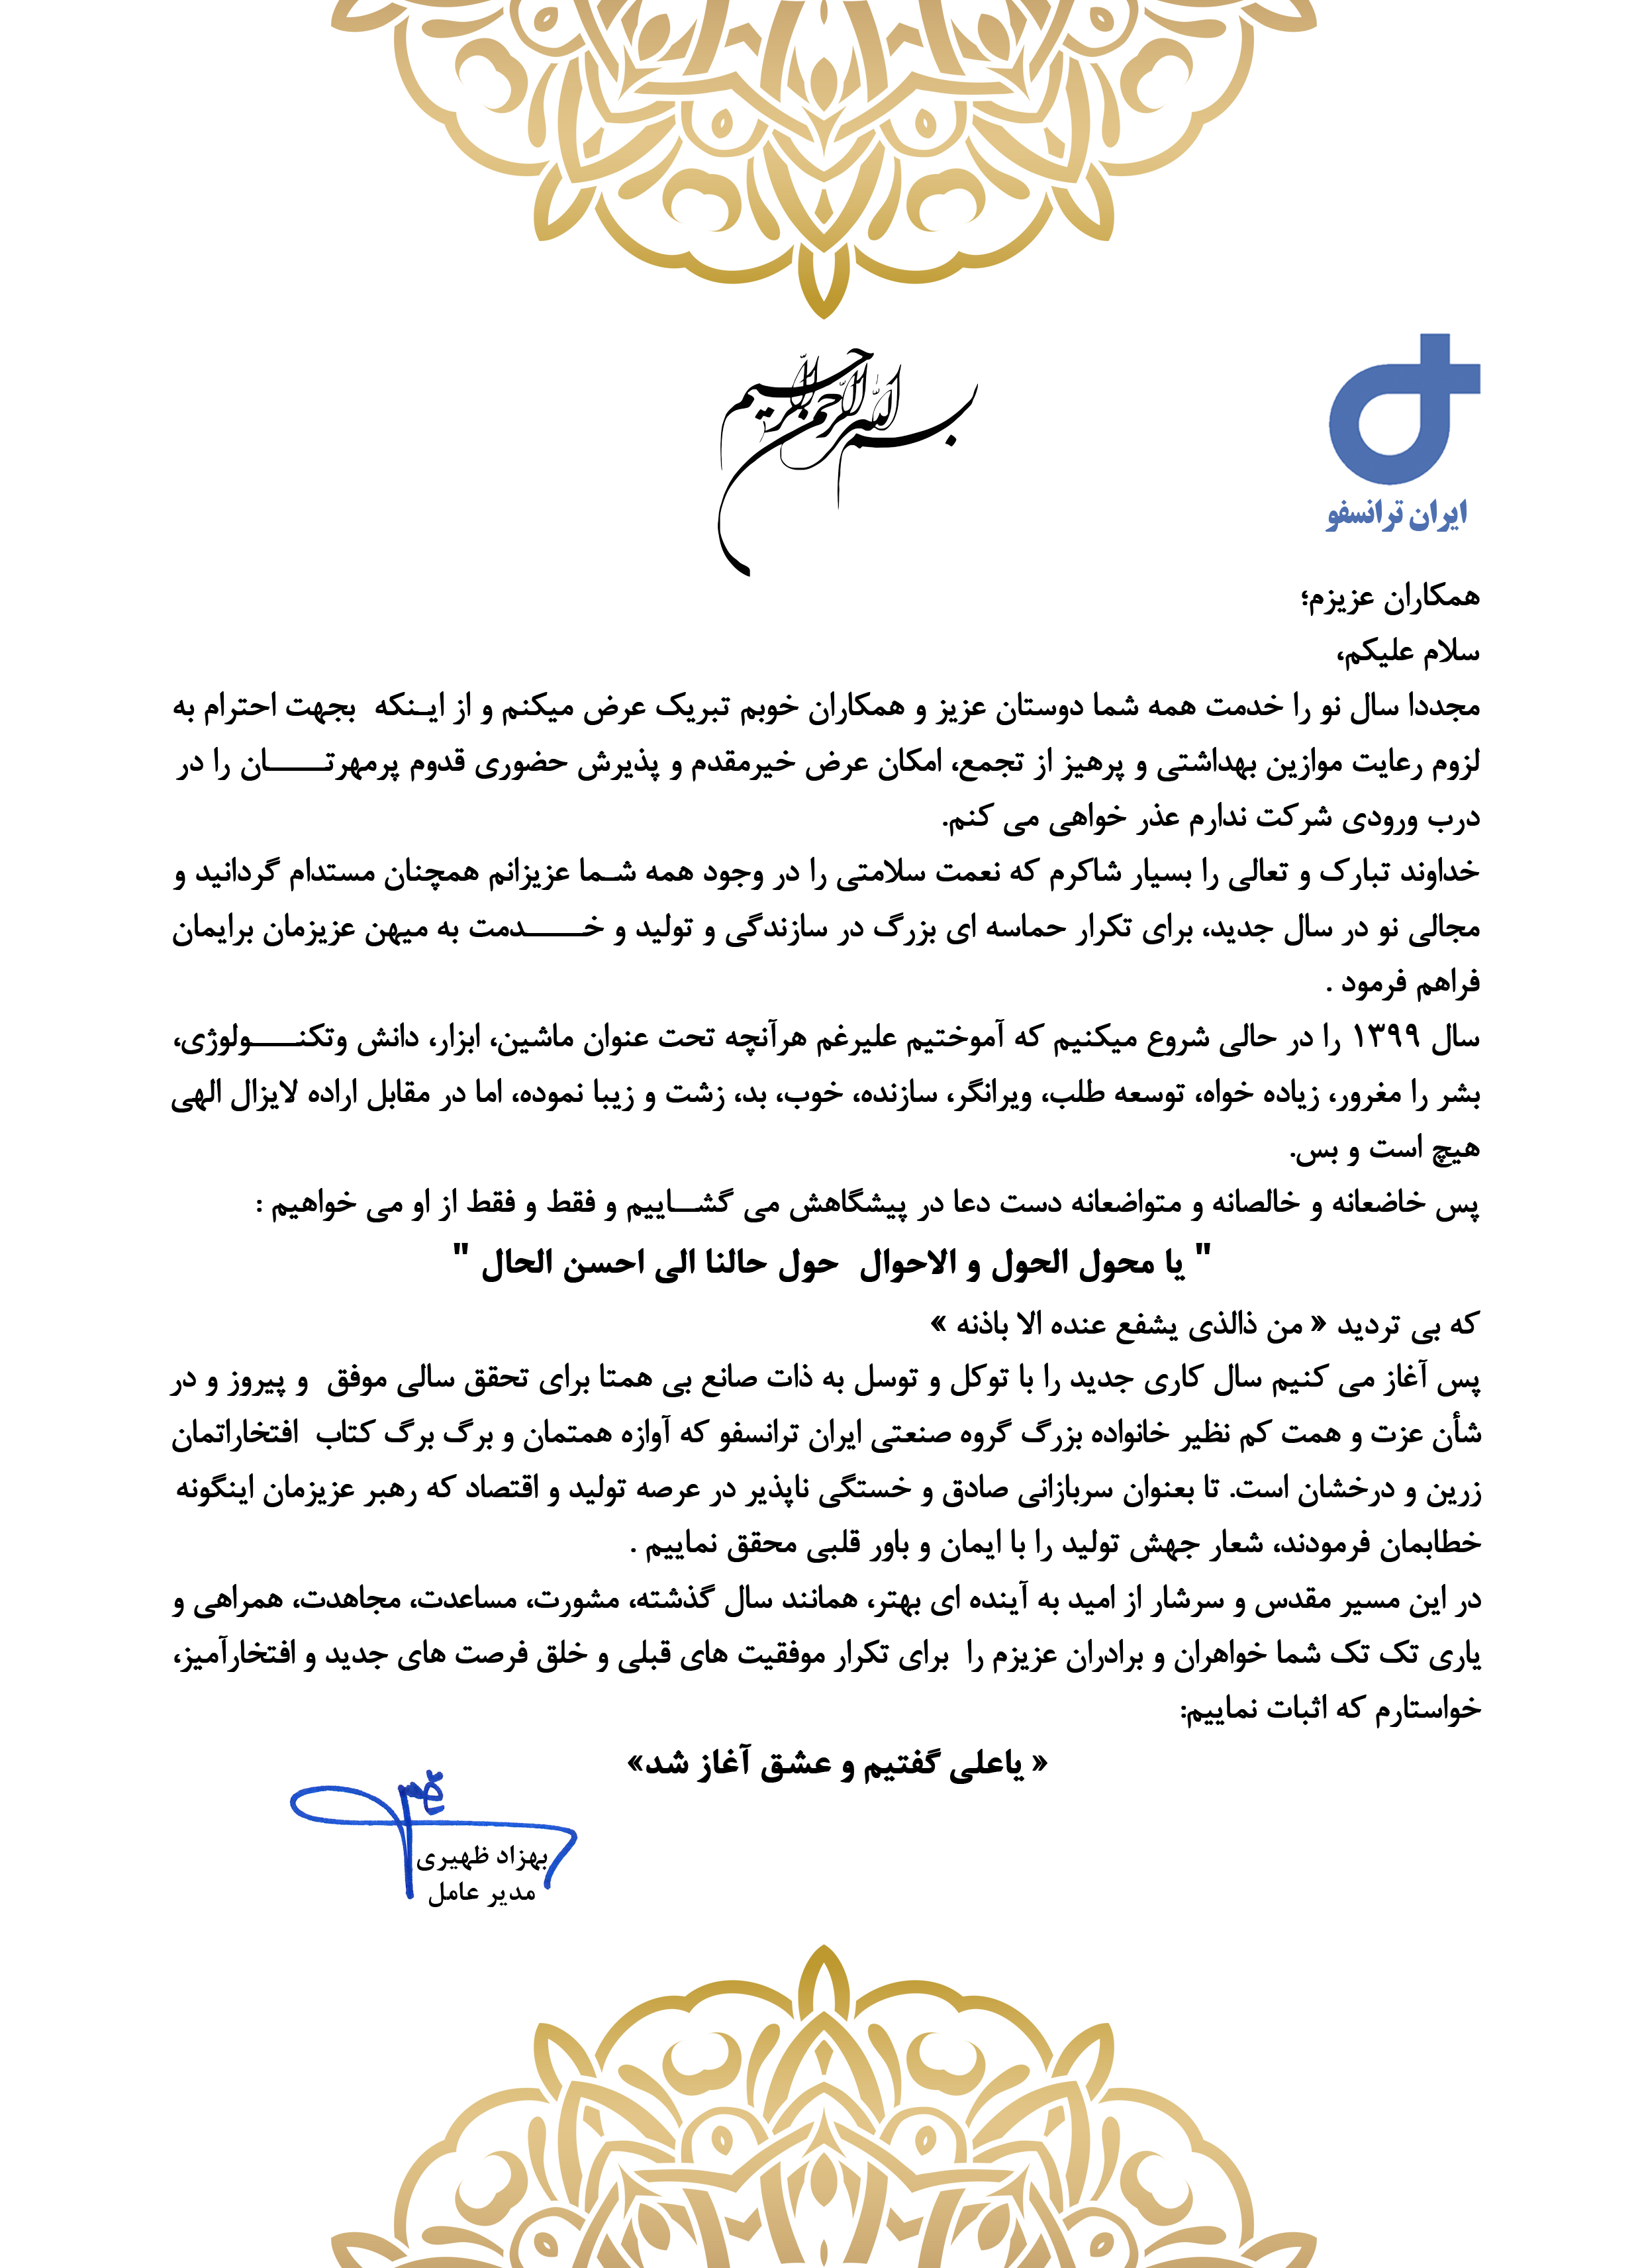 بسم الله الرحمن الرحیم
ایران ترانسفو
همکاران عزیزم؛
سلام علیکم،
مجددا سال نو را خدمت همه شما دوستان عزیز و همکاران خوبم تبریک عرض میکنم و از ایـنکه بجهت احترام به
لزوم رعایت موازین بهداشتی و پرهیز از تجمع، امکان عرض خیرمقدم و پذیرش حضوری قدوم پرمهرتــــــان را در
درب ورودی شرکت ندارم عذر خواهی می کنم.
خداوند تبارک و تعالی را بسیار شاکرم که نعمت سلامتی را در وجود همه شـما عزیزانم همچنان مستدام گردانید و
مجالی نو در سال جدید، برای تکرار حماسه ای بزرگ در سازندگی و تولید و خــــــدمت به میهن عزیزمان برایمان
فراهم فرمود .
سال ۱۳۹۹ را در حالی شروع میکنیم که آموختیم علیرغم هرآنچه تحت عنوان ماشین، ابزار، دانش وتکنـــــولوژی،
بشر را مغرور، زیاده خواه، توسعه طلب، ویرانگر، سازنده، خوب، بد، زشت و زیبا نموده، اما در مقابل اراده لایزال الهی
هیچ است و بس.
پس خاضعانه و خالصانه و متواضعانه دست دعا در پیشگاهش می گشـــاییم و فقط و فقط از او می خواهیم :
" یا محول الحول و الاحوال حول حالنا الی احسن الحال "
که بی تردید « من ذالذی یشفع عنده الا باذنه »
پس آغاز می کنیم سال کاری جدید را با توکل و توسل به ذات صانع بی همتا برای تحقق سالی موفق و پیروز و در
شأن عزت و همت کم نظیر خانواده بزرگ گروه صنعتی ایران ترانسفو که آوازه همتمان و برگ برگ کتاب افتخاراتمان
زرین و درخشان است. تا بعنوان سربازانی صادق و خستگی ناپذیر در عرصه تولید و اقتصاد که رهبر عزیزمان اینگونه
خطابمان فرمودند، شعار جهش تولید را با ایمان و باور قلبی محقق نماییم .
در این مسیر مقدس و سرشار از امید به آینده ای بهتر، همانند سال گذشته، مشورت، مساعدت، مجاهدت، همراهی و
یاری تک تک شما خواهران و برادران عزیزم را برای تکرار موفقیت های قبلی و خلق فرصت های جدید و افتخارآمیز،
خواستارم که اثبات نماییم:
« یاعلی گفتیم و عشق آغاز شد»
بهزاد ظهیری
مدیر عامل